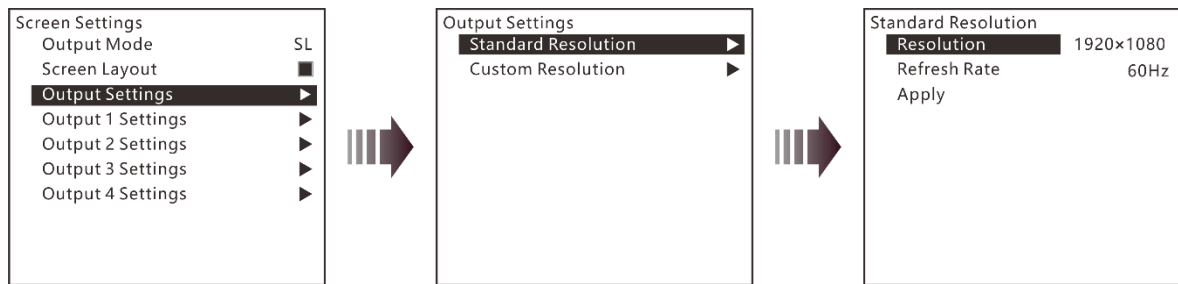 Screen Settings
Output Mode SL
Screen Layout
Output Settings
Output 1 Settings
Output 2 Settings
Output 3 Settings
Output 4 Settings
Output Settings
Standard Resolution
Custom Resolution
Standard Resolution
Resolution 1920×1080
Refresh Rate 60Hz
Apply